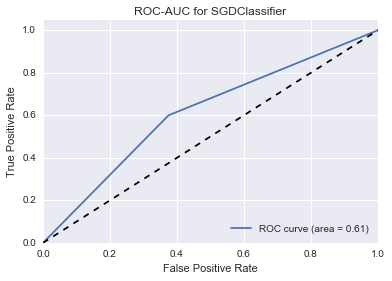 ROC-AUC for SGDClassifier
True Positive Rate
1.0
0.8
0.6
0.4
0.2
0.0
ROC curve (area = 0.61)
0.0 0.2 0.4 0.6 0.8 1.0
False Positive Rate